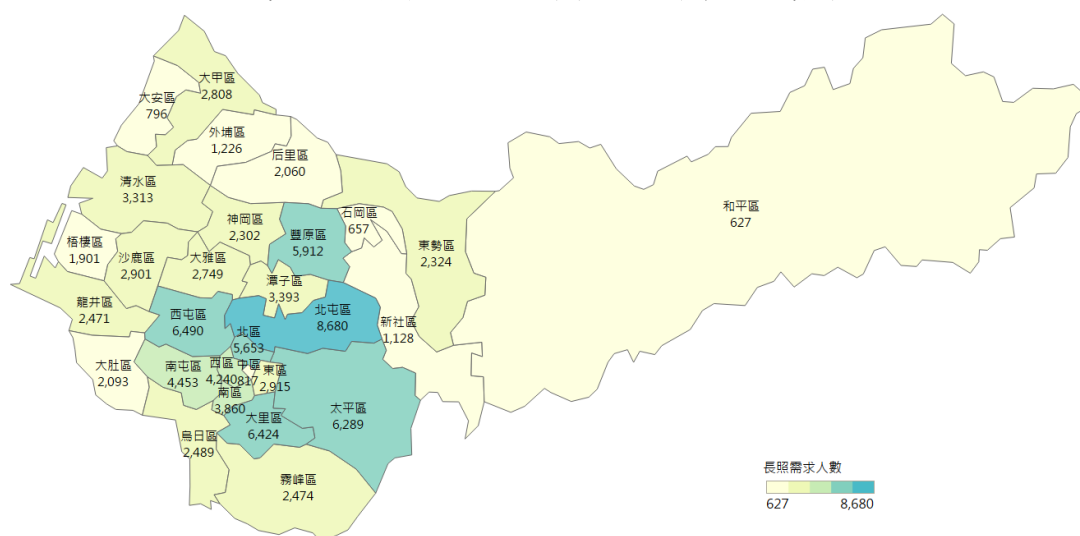 大甲區
2,808
大安區
796
外埔區
1,226
后里區
2,060
清水區
3,313
和平區
627
神岡區
2,302
豐原區
5,912
石岡區
657
東勢區
2,324
梧棲區
1,901
沙鹿區
2,901
大雅區
2,749
潭子區
3,393
龍井區
2,471
西屯區
6,490
北區
5,653
北屯區
8,680
新社區
1,128
大肚區
2,093
南屯區
4,453
西區
4,240
中區
817
東區
2,915
南區
3,860
大里區
6,424
太平區
6,289
烏日區
2,489
霧峰區
2,474
長照需求人數
627 8,680